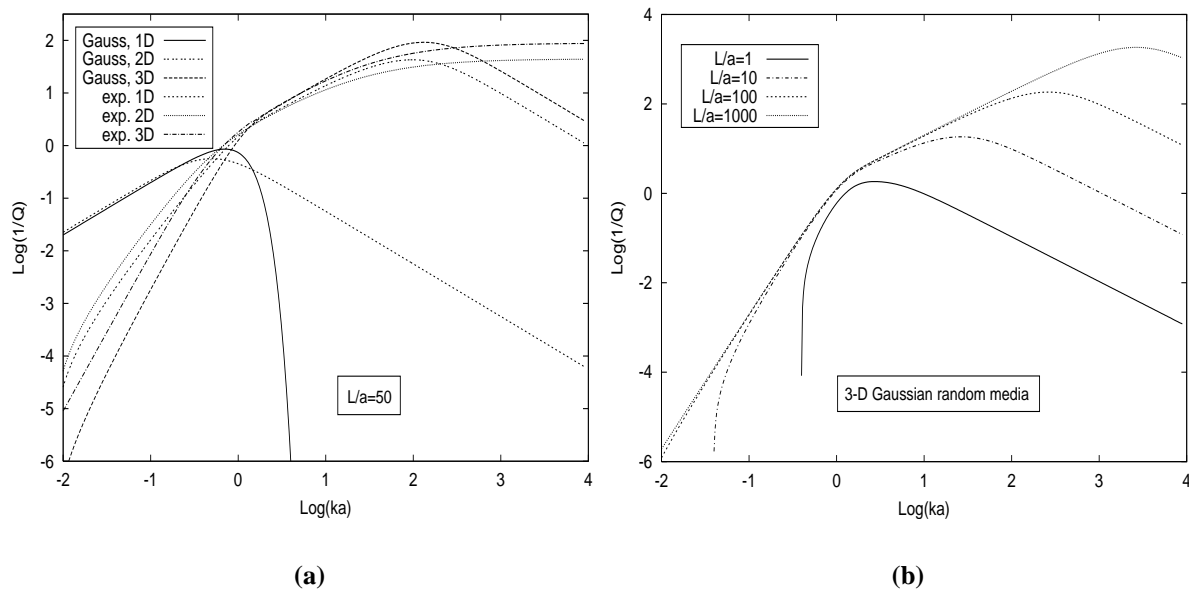 2
1
0
-1
-2
-3
-4
-5
-6
Log(1/Q)
Gauss, 1D
Gauss, 2D
Gauss, 3D
exp. 1D
exp. 2D
exp. 3D
L/a=50
-2 -1 0 1 2 3 4
Log(ka)
(a)
4
2
0
-2
-4
-6
Log(1/Q)
L/a=1
L/a=10
L/a=100
L/a=1000
3-D Gaussian random media
-2 -1 0 1 2 3 4
Log(ka)
(b)